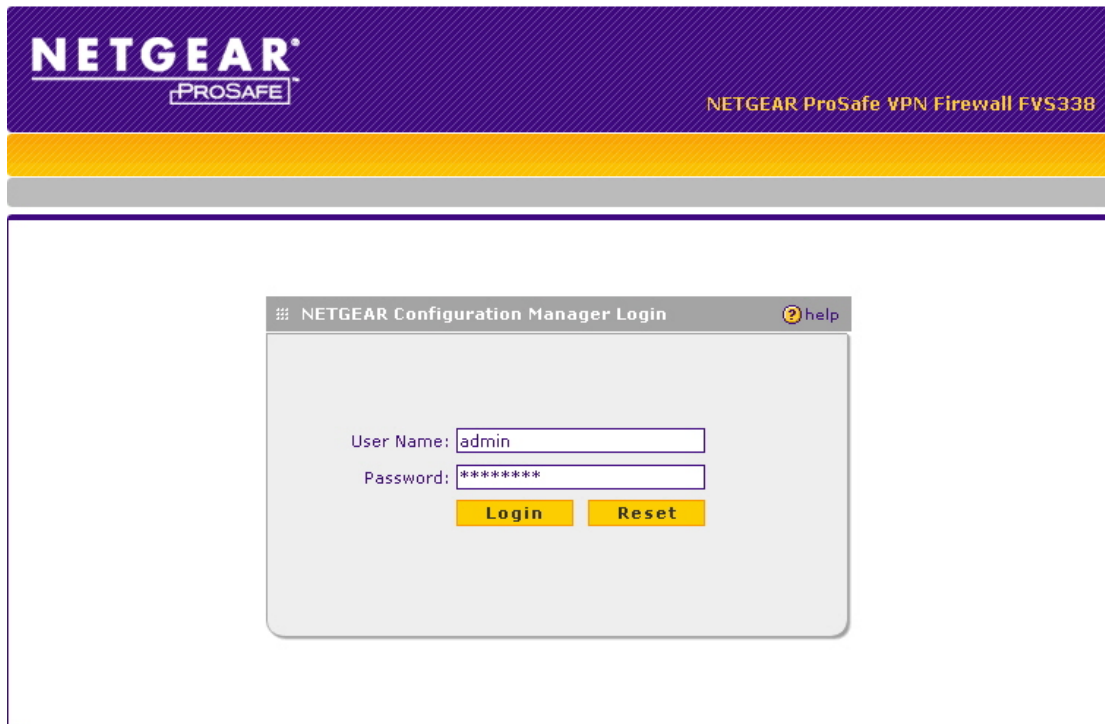 NETGEAR®
PROSAFE™
NETGEAR ProSafe VPN Firewall FVS338
NETGEAR Configuration Manager Login
? help
User Name: admin
Password: ********
Login Reset